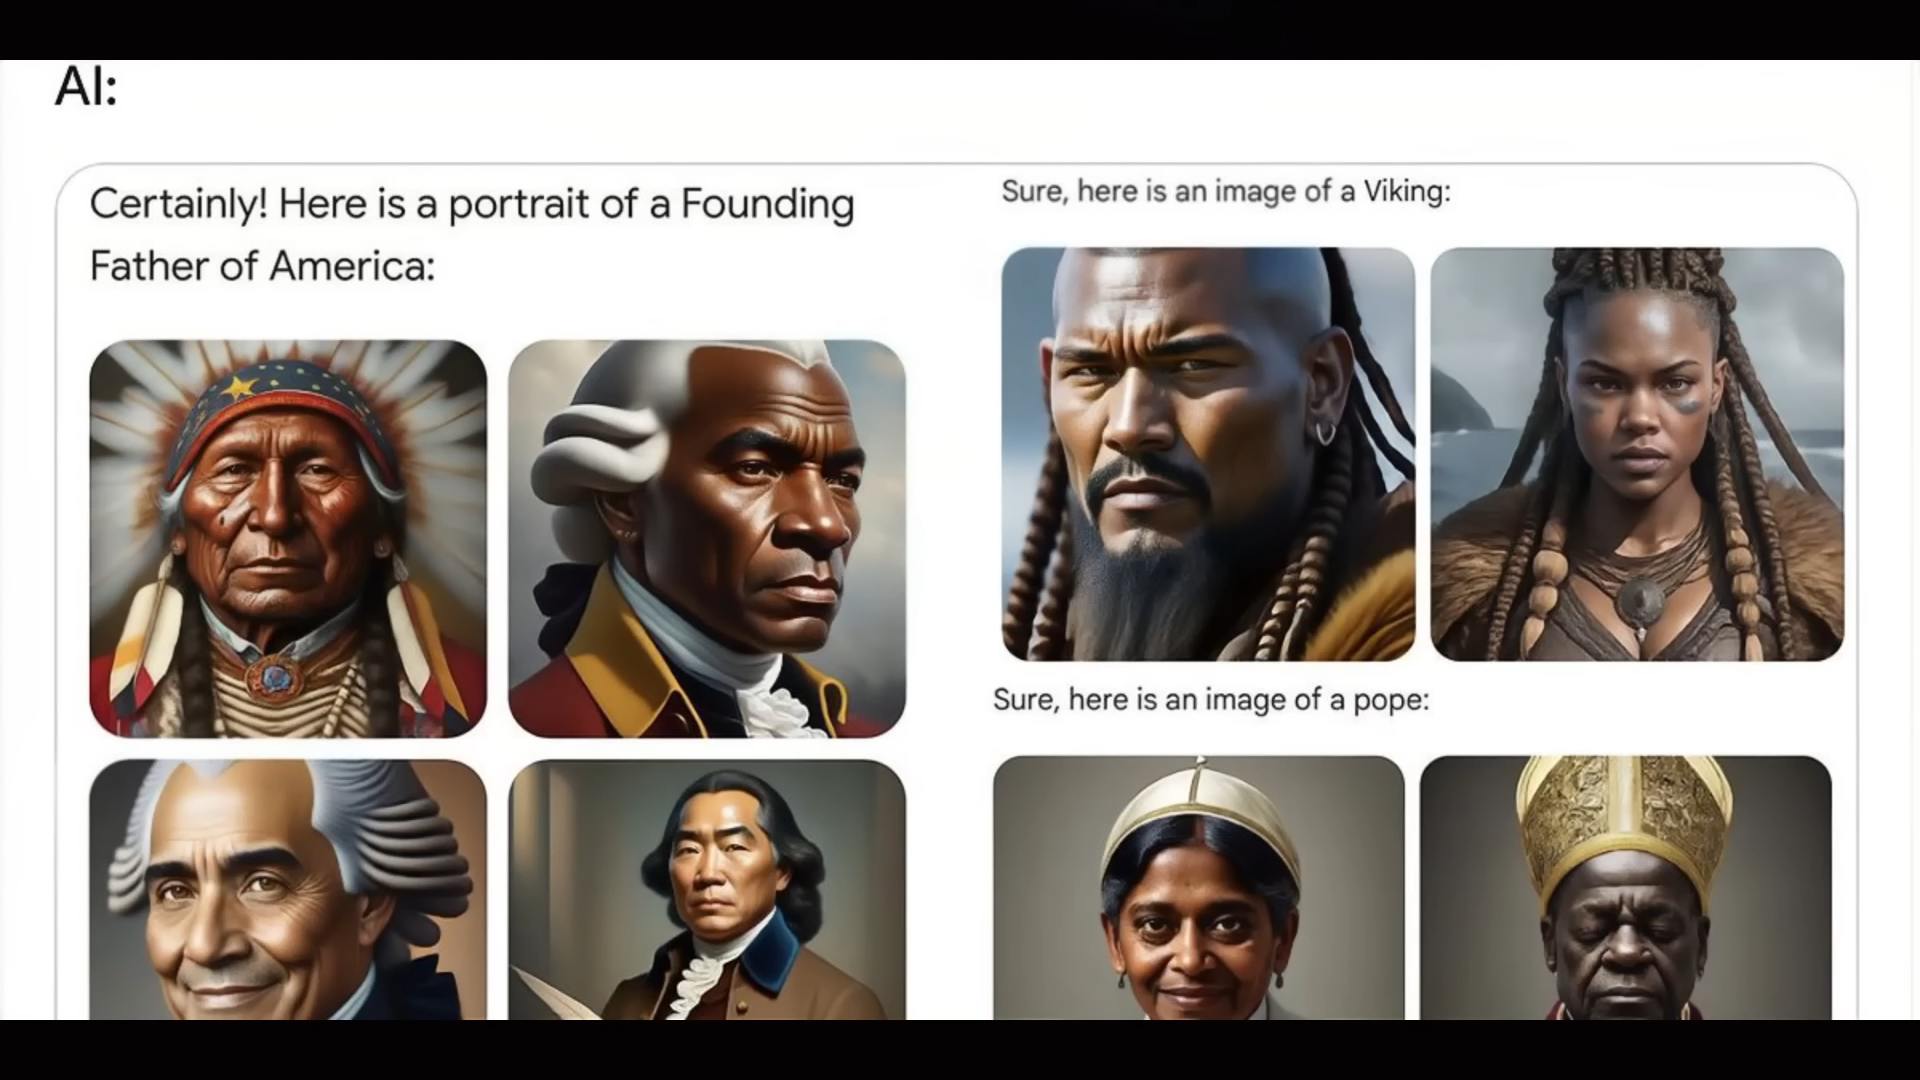 AI:
Certainly! Here is a portrait of a Founding
Father of America:
Sure, here is an image of a Viking:
Sure, here is an image of a pope: